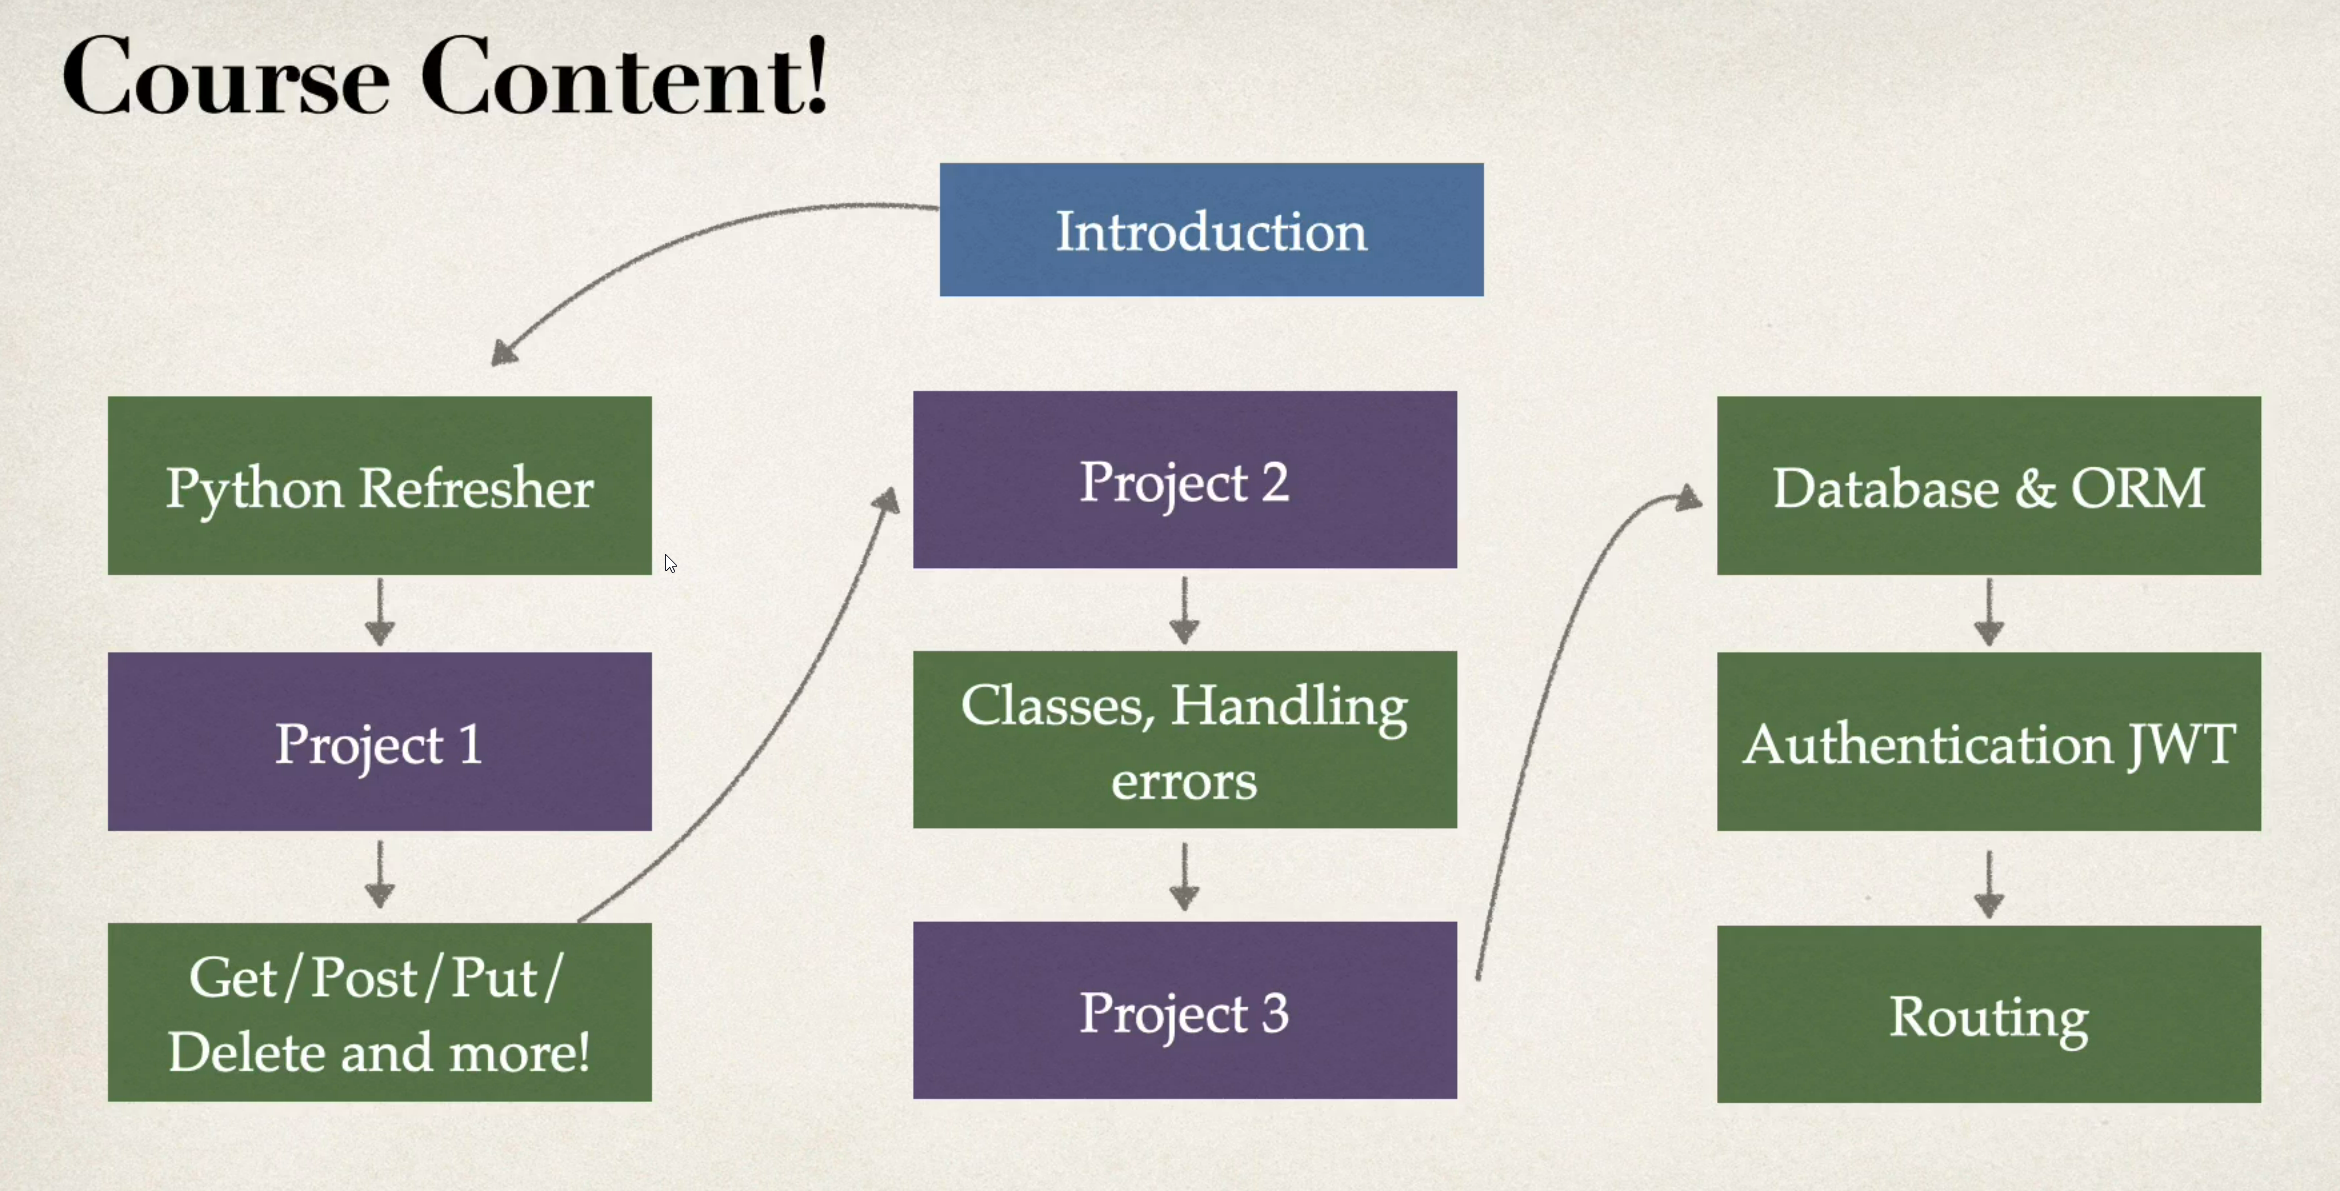 Course Content!
Introduction
Python Refresher
Project 1
Get/Post/Put/
Delete and more!
Project 2
Classes, Handling
errors
Project 3
Database & ORM
Authentication JWT
Routing